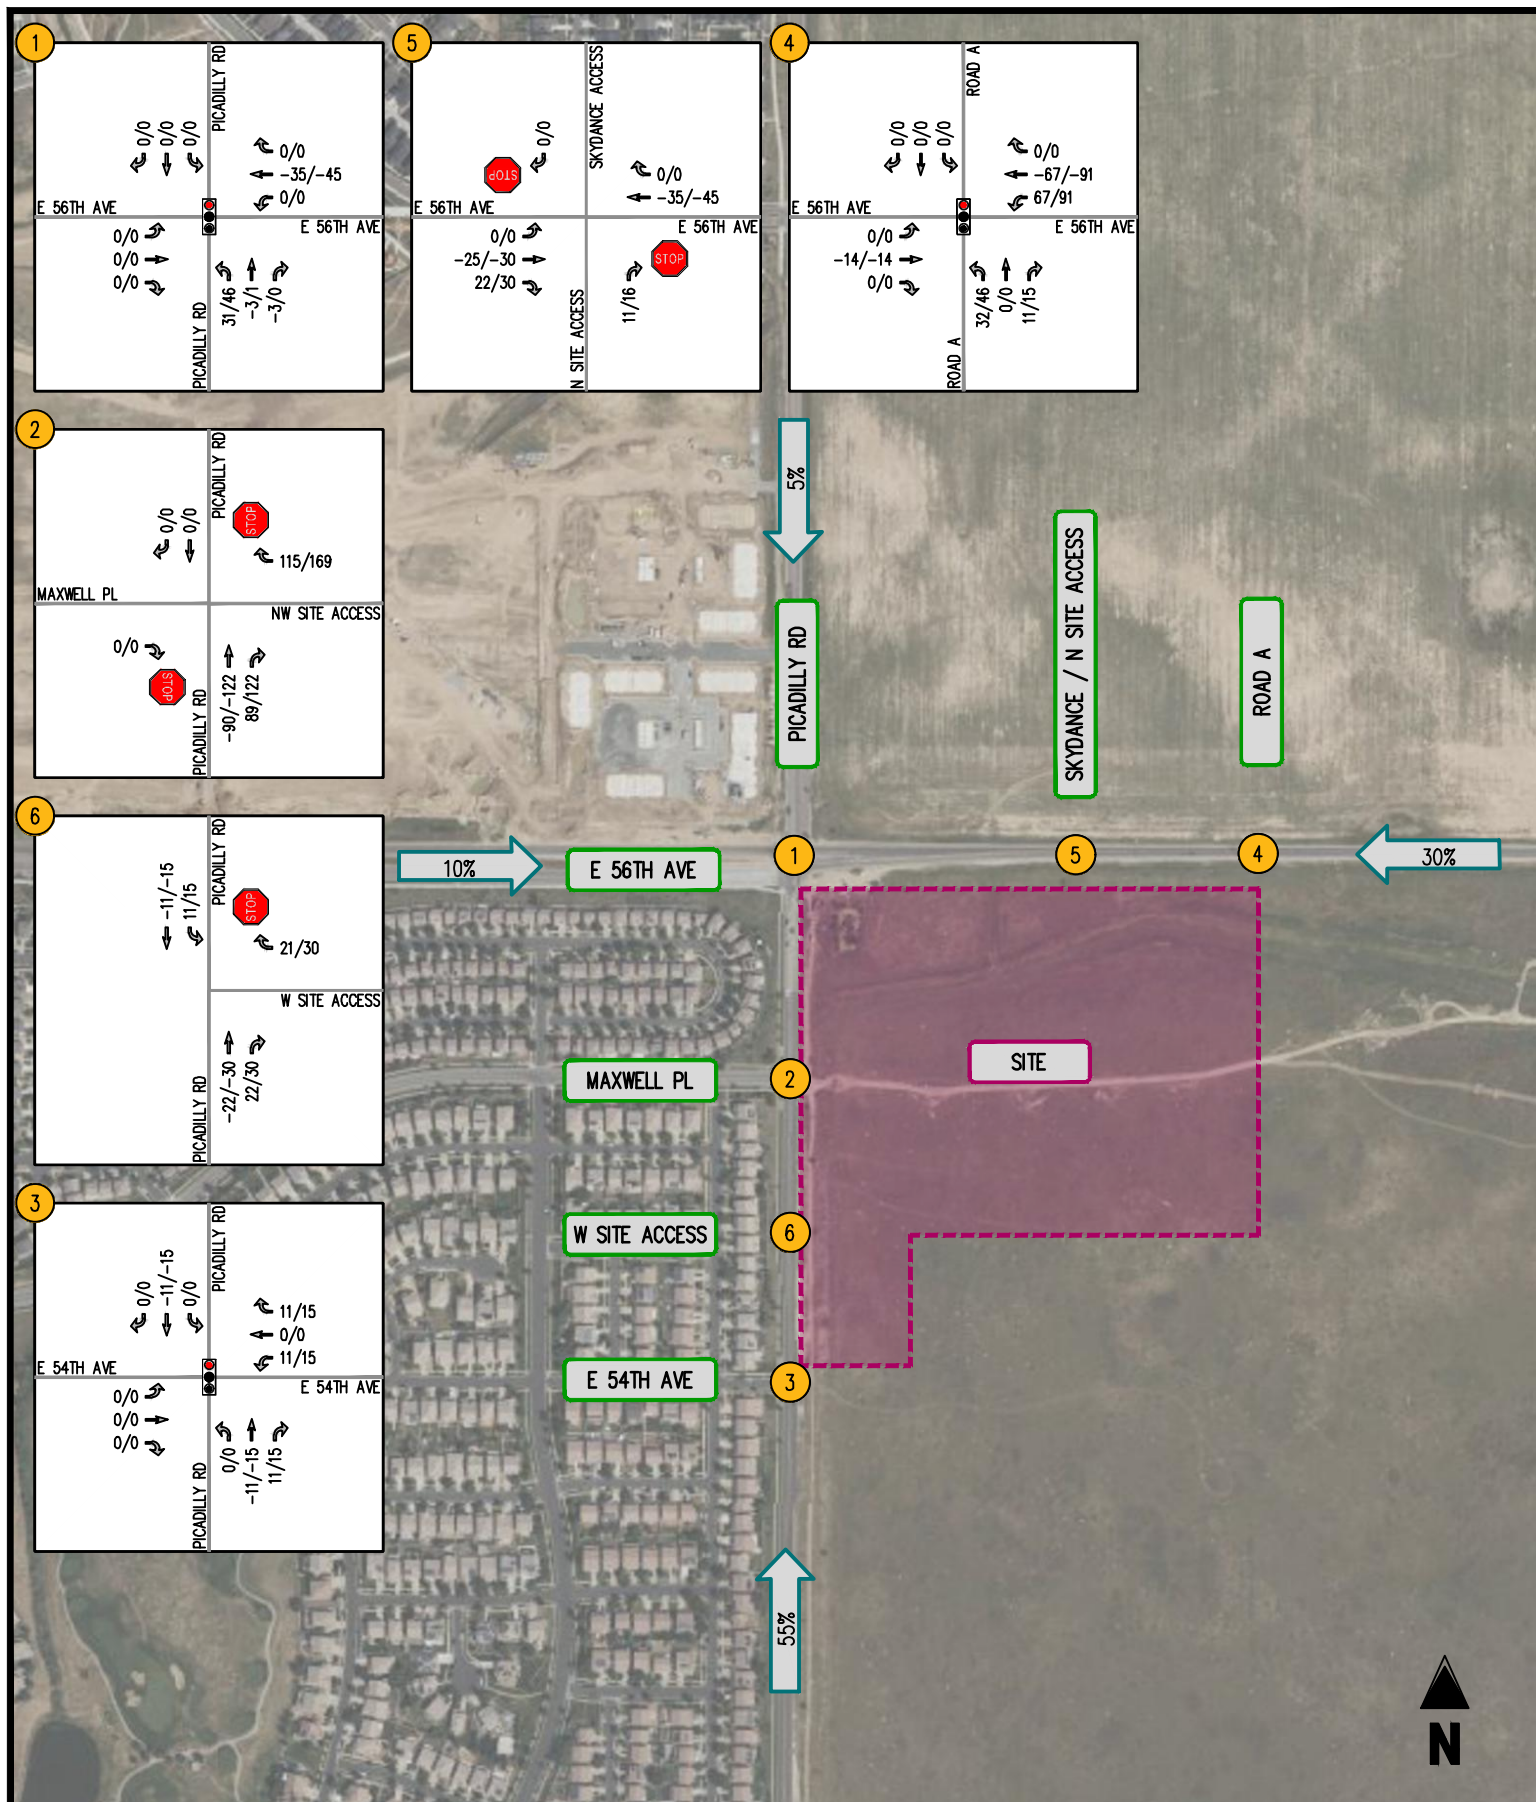 1
PICADILLY RD
0/0
0/0
0/0
0/0
-35/-45
0/0
E 56TH AVE
E 56TH AVE
0/0
0/0
0/0
31/46
-3/1
-3/0
PICADILLY RD
5
SKYDANCE ACCESS
STOP
0/0
0/0
-35/-45
E 56TH AVE
E 56TH AVE
0/0
-25/-30
22/30
11/16
STOP
N SITE ACCESS
4
ROAD A
0/0
0/0
0/0
0/0
-67/-91
67/91
E 56TH AVE
E 56TH AVE
0/0
-14/-14
0/0
32/46
0/0
11/15
ROAD A
2
PICADILLY RD
0/0
0/0
STOP
115/169
MAXWELL PL
NW SITE ACCESS
0/0
STOP
-90/-122
89/122
PICADILLY RD
6
PICADILLY RD
-11/-15
11/15
STOP
21/30
W SITE ACCESS
-22/-30
22/30
PICADILLY RD
3
PICADILLY RD
0/0
-11/-15
0/0
11/15
0/0
11/15
E 54TH AVE
E 54TH AVE
0/0
0/0
0/0
0/0
-11/-15
11/15
PICADILLY RD
5%
PICADILLY RD
SKYDANCE / N SITE ACCESS
ROAD A
10%
E 56TH AVE
1
5
4
30%
SITE
MAXWELL PL
2
W SITE ACCESS
6
E 54TH AVE
3
55%
N